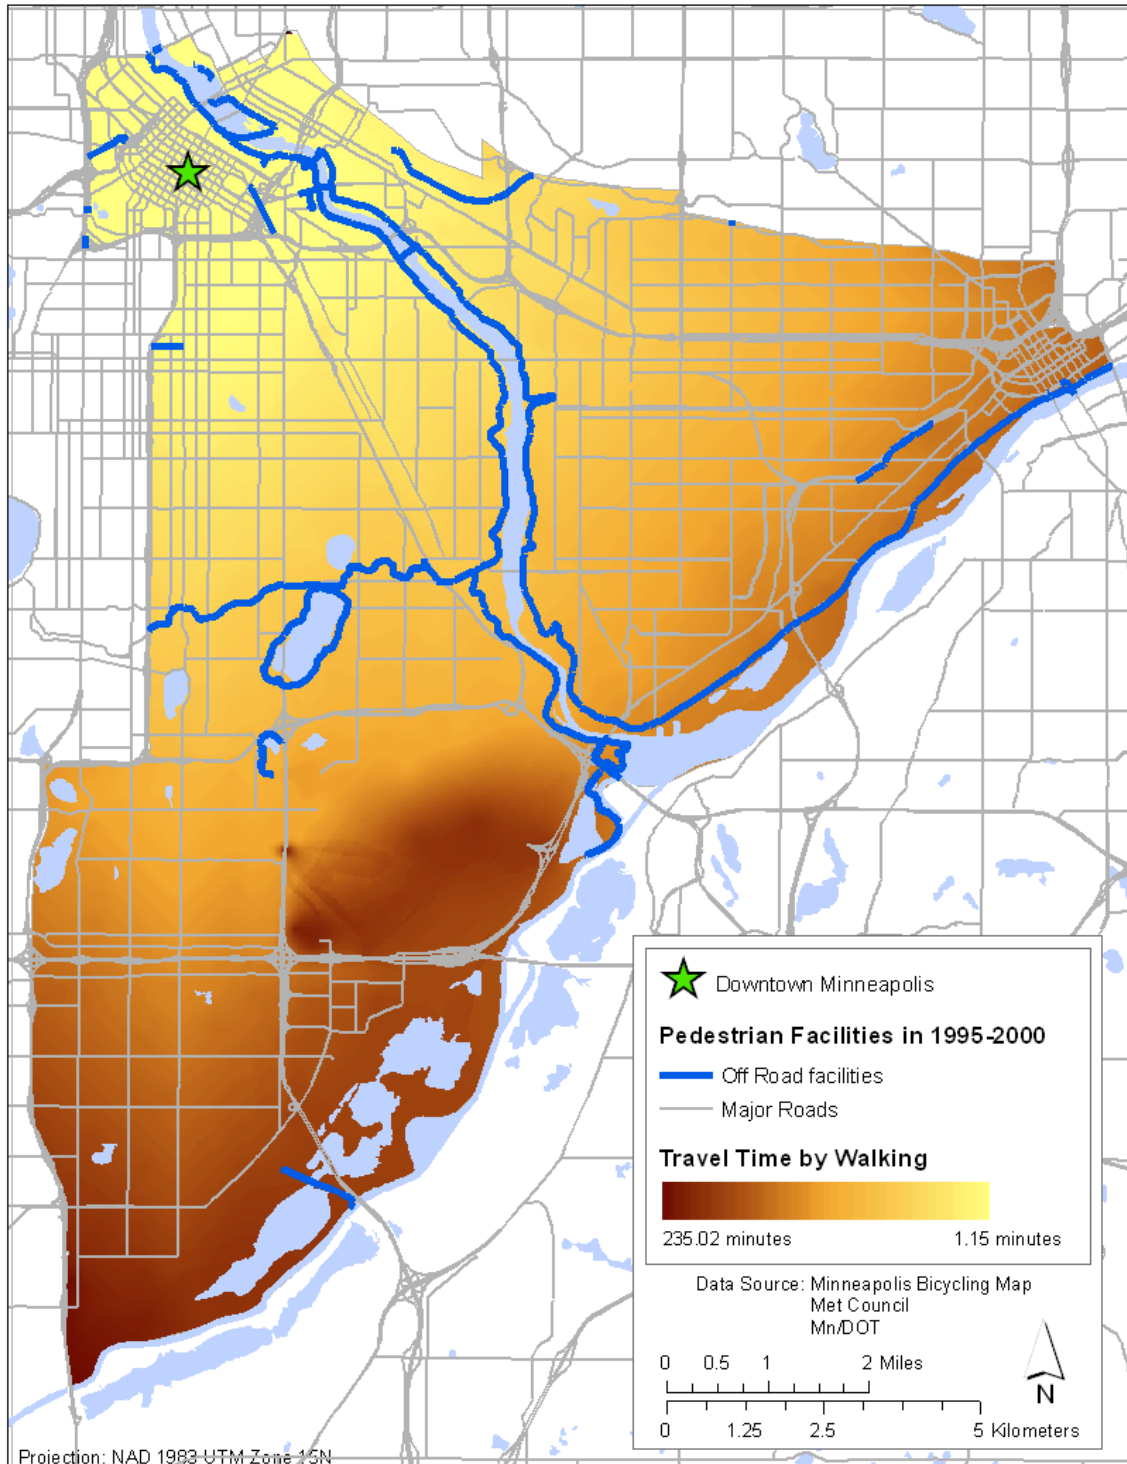 Downtown Minneapolis
Pedestrian Facilities in 1995-2000
Off Road facilities
Major Roads
Travel Time by Walking
235.02 minutes 1.15 minutes
Data Source: Minneapolis Bicycling Map
Met Council
Mn/DOT
0 0.5 1 2 Miles
N
0 1.25 2.5 5 Kilometers
Projection: NAD 1983 UTM Zone 15N